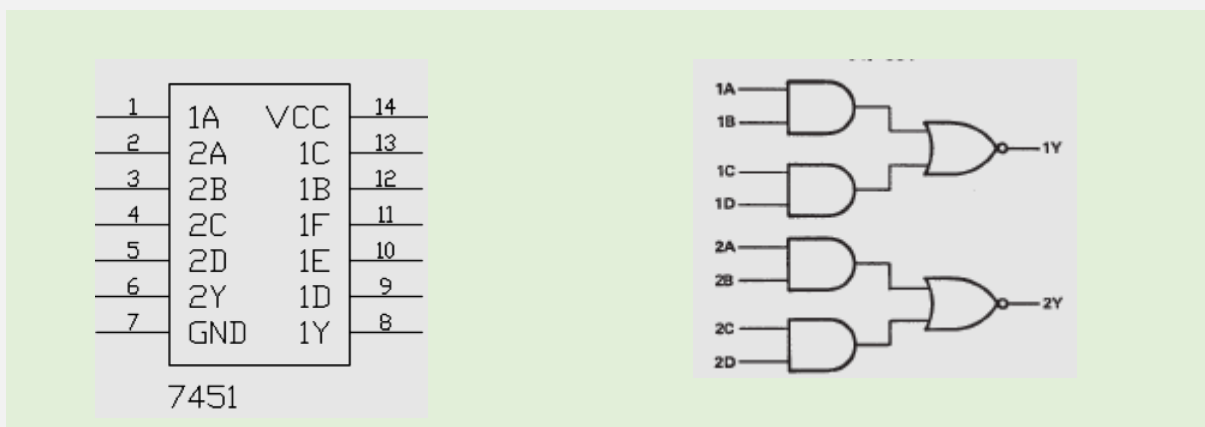 1 1A VCC 14
2 2A 1C 13
3 2B 1B 12
4 2C 1F 11
5 2D 1E 10
6 2Y 1D 9
7 GND 1Y 8
7451
1A
1B
1Y
1C
1D
2A
2B
2Y
2C
2D